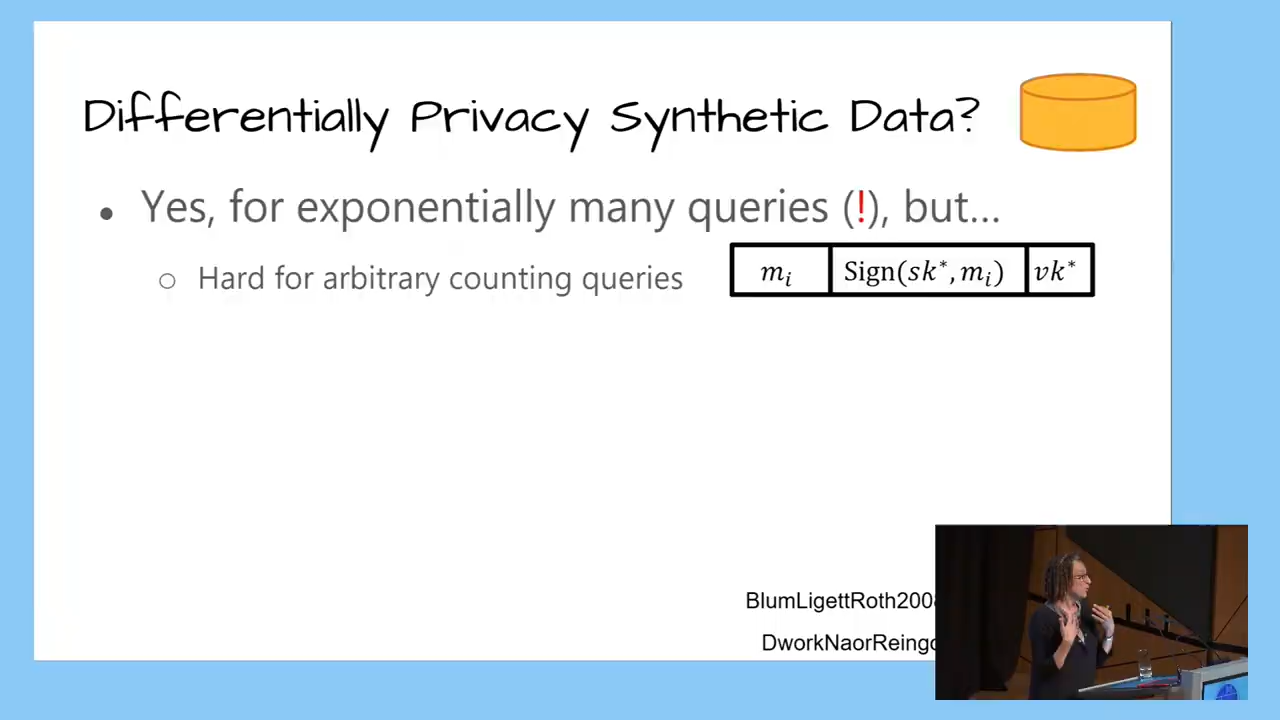 Differentially Privacy Synthetic Data?
• Yes, for exponentially many queries (!), but...
○ Hard for arbitrary counting queries
m_i Sign(sk*, m_i) vk*
BlumLigettRoth200
DworkNaorReingo